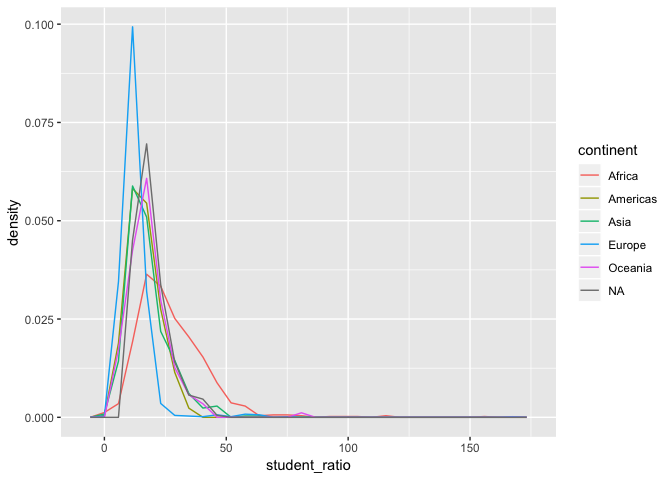 0.100
0.075
0.050
0.025
0.000
density
0
50
100
150
student_ratio
continent
Africa
Americas
Asia
Europe
Oceania
NA